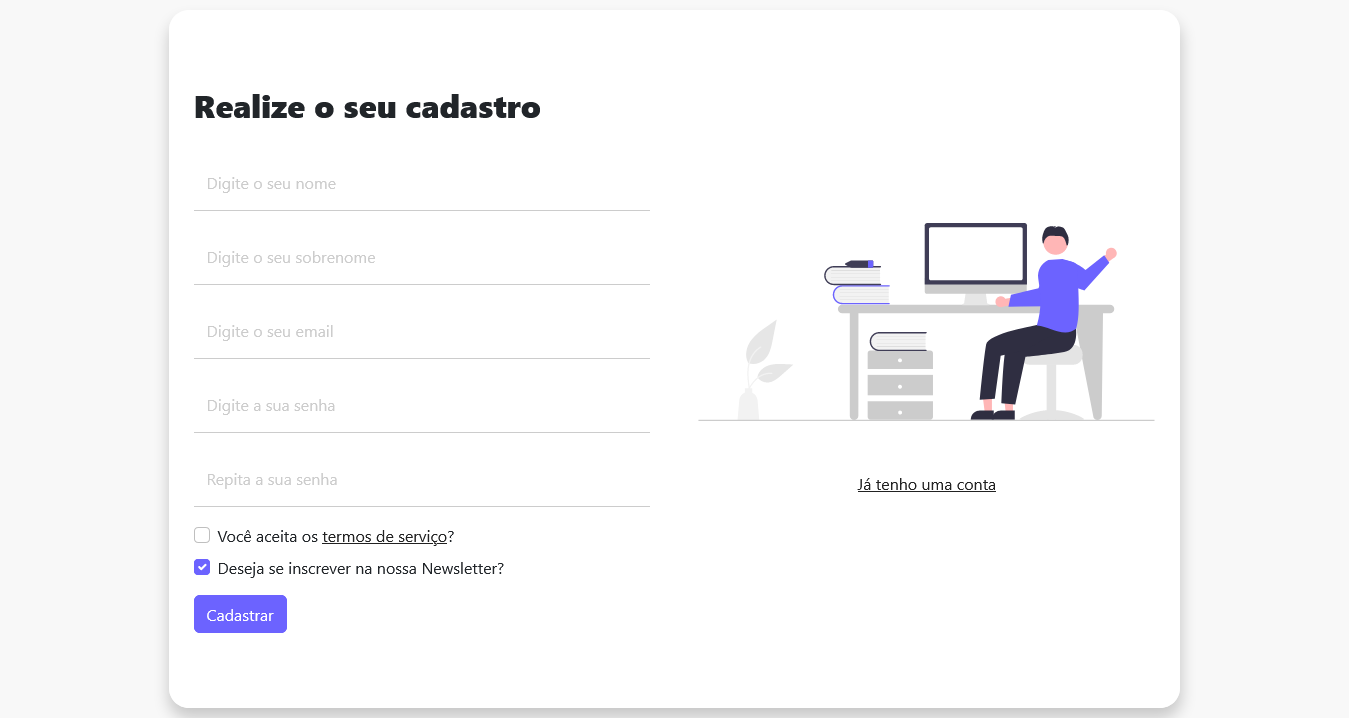 Realize o seu cadastro
Digite o seu nome
Digite o seu sobrenome
Digite o seu email
Digite a sua senha
Repita a sua senha
Você aceita os termos de serviço?
Deseja se inscrever na nossa Newsletter?
Cadastrar
Já tenho uma conta